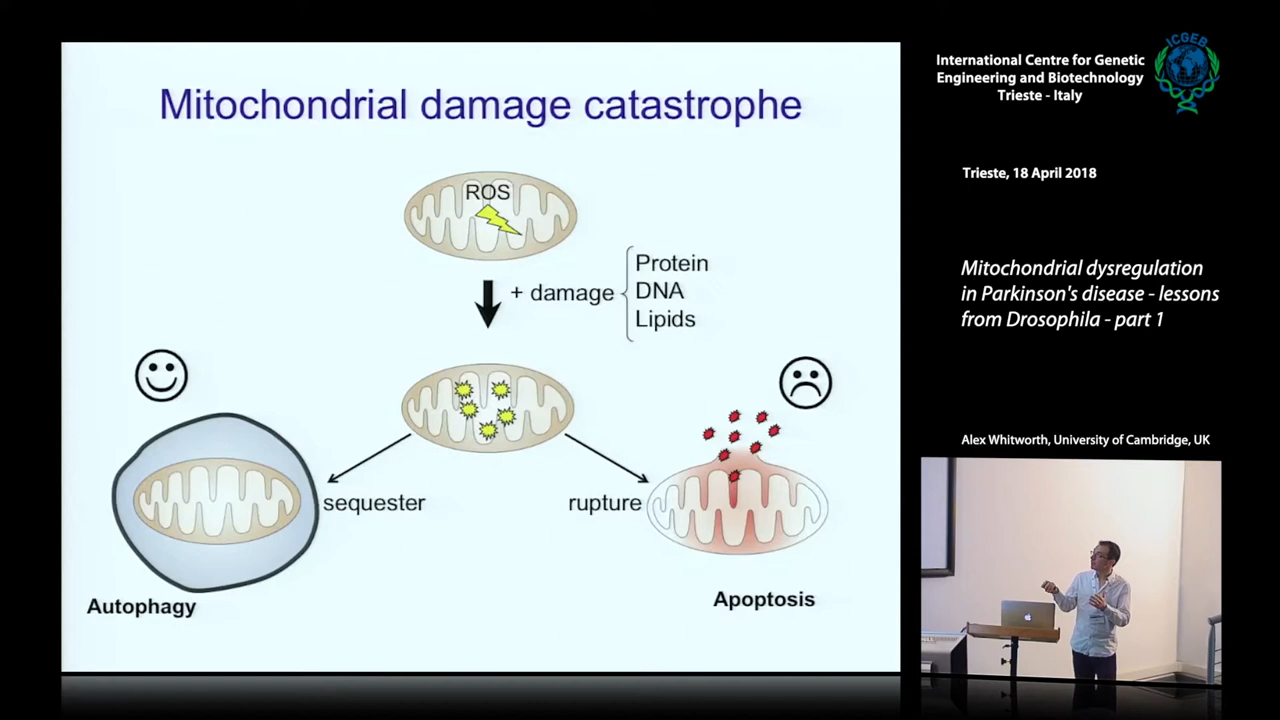 Mitochondrial damage catastrophe
ROS
+ damage
Protein
DNA
Lipids
sequester
rupture
Autophagy
Apoptosis
ICGEB
International Centre for Genetic
Engineering and Biotechnology
Trieste - Italy
Trieste, 18 April 2018
Mitochondrial dysregulation
in Parkinson's disease - lessons
from Drosophila - part 1
Alex Whitworth, University of Cambridge, UK